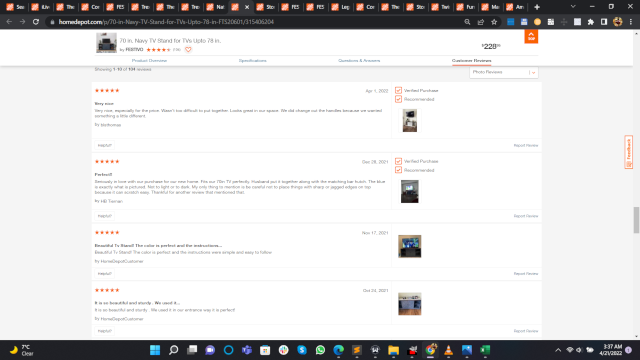 homedepot.com/p/70-in-Navy-TV-Stand-for-TVs-Upto-78-in-FTS20601/315406204
70 in. Navy TV Stand for TVs Upto 78 in.
by FESTIVO
$228
TOP
Product Overview
Specifications
Questions & Answers
Customer Reviews
Showing 1-10 of 104 reviews
Photo Reviews
Apr 1, 2022
Verified Purchase
Recommended
Very nice
Very nice, especially for the price. Wasn't too difficult to put together. Looks great in our space. We did change out the handles because we wanted
something a little different
Helpful?
Report Review
Oct 28, 2021
Verified Purchase
Recommended
Perfect!!
Seriously in love with our purchase for our new home. Fits our 70in TV perfectly. Husband put it together along with the matching bar hutch. The blue
is exactly what is pictured. Not to light or to dark. My only thing to mention is be careful not to place things with sharp or jagged edges on top
because it can scratch easy. Thankful for another review that mentioned that.
Helpful?
Report Review
Nov 17, 2021
Beautiful Tv Stand! The color is perfect and the instructions...
Beautiful Tv Stand! The color is perfect and the instructions were simple and easy to follow
by HomeDepotCustomer
Helpful?
Report Review
Oct 23, 2021
It is so beautiful and sturdy . We used it...
It is so beautiful and sturdy . We used it in our entrance way it is perfect!
by HomeDepotCustomer
Helpful?
Report Review
Feedback
7°C
Clear
3:37 AM
4/21/2022